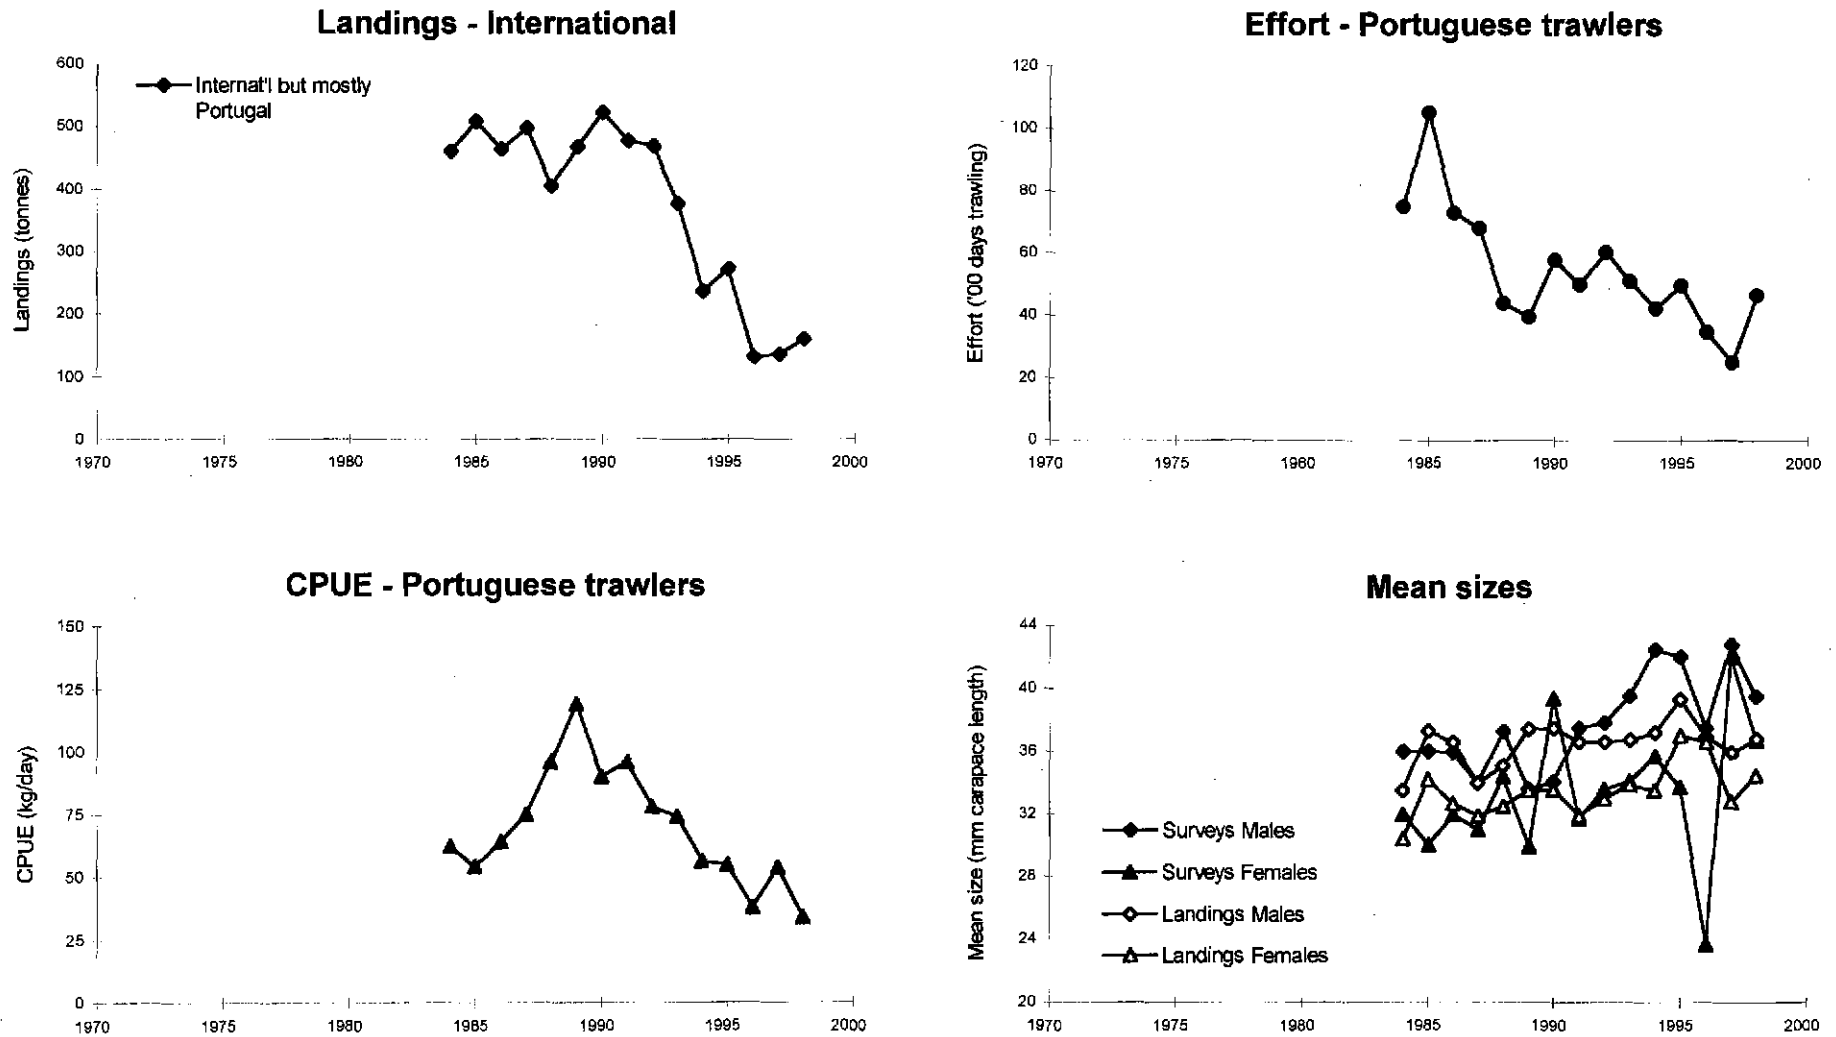 Landings - International
600
500
400
300
200
100
0
Landings (tonnes)
Internat'l but mostly
Portugal
1970 1975 1980 1985 1990 1995 2000
Effort - Portuguese trawlers
120
100
80
60
40
20
0
Effort ('00 days trawling)
1970 1975 1980 1985 1990 1995 2000
CPUE - Portuguese trawlers
150
125
100
75
50
25
0
CPUE (kg/day)
1970 1975 1980 1985 1990 1995 2000
Mean sizes
44
40
36
32
28
24
20
Mean size (mm carapace length)
Surveys Males
Surveys Females
Landings Males
Landings Females
1970 1975 1980 1985 1990 1995 2000